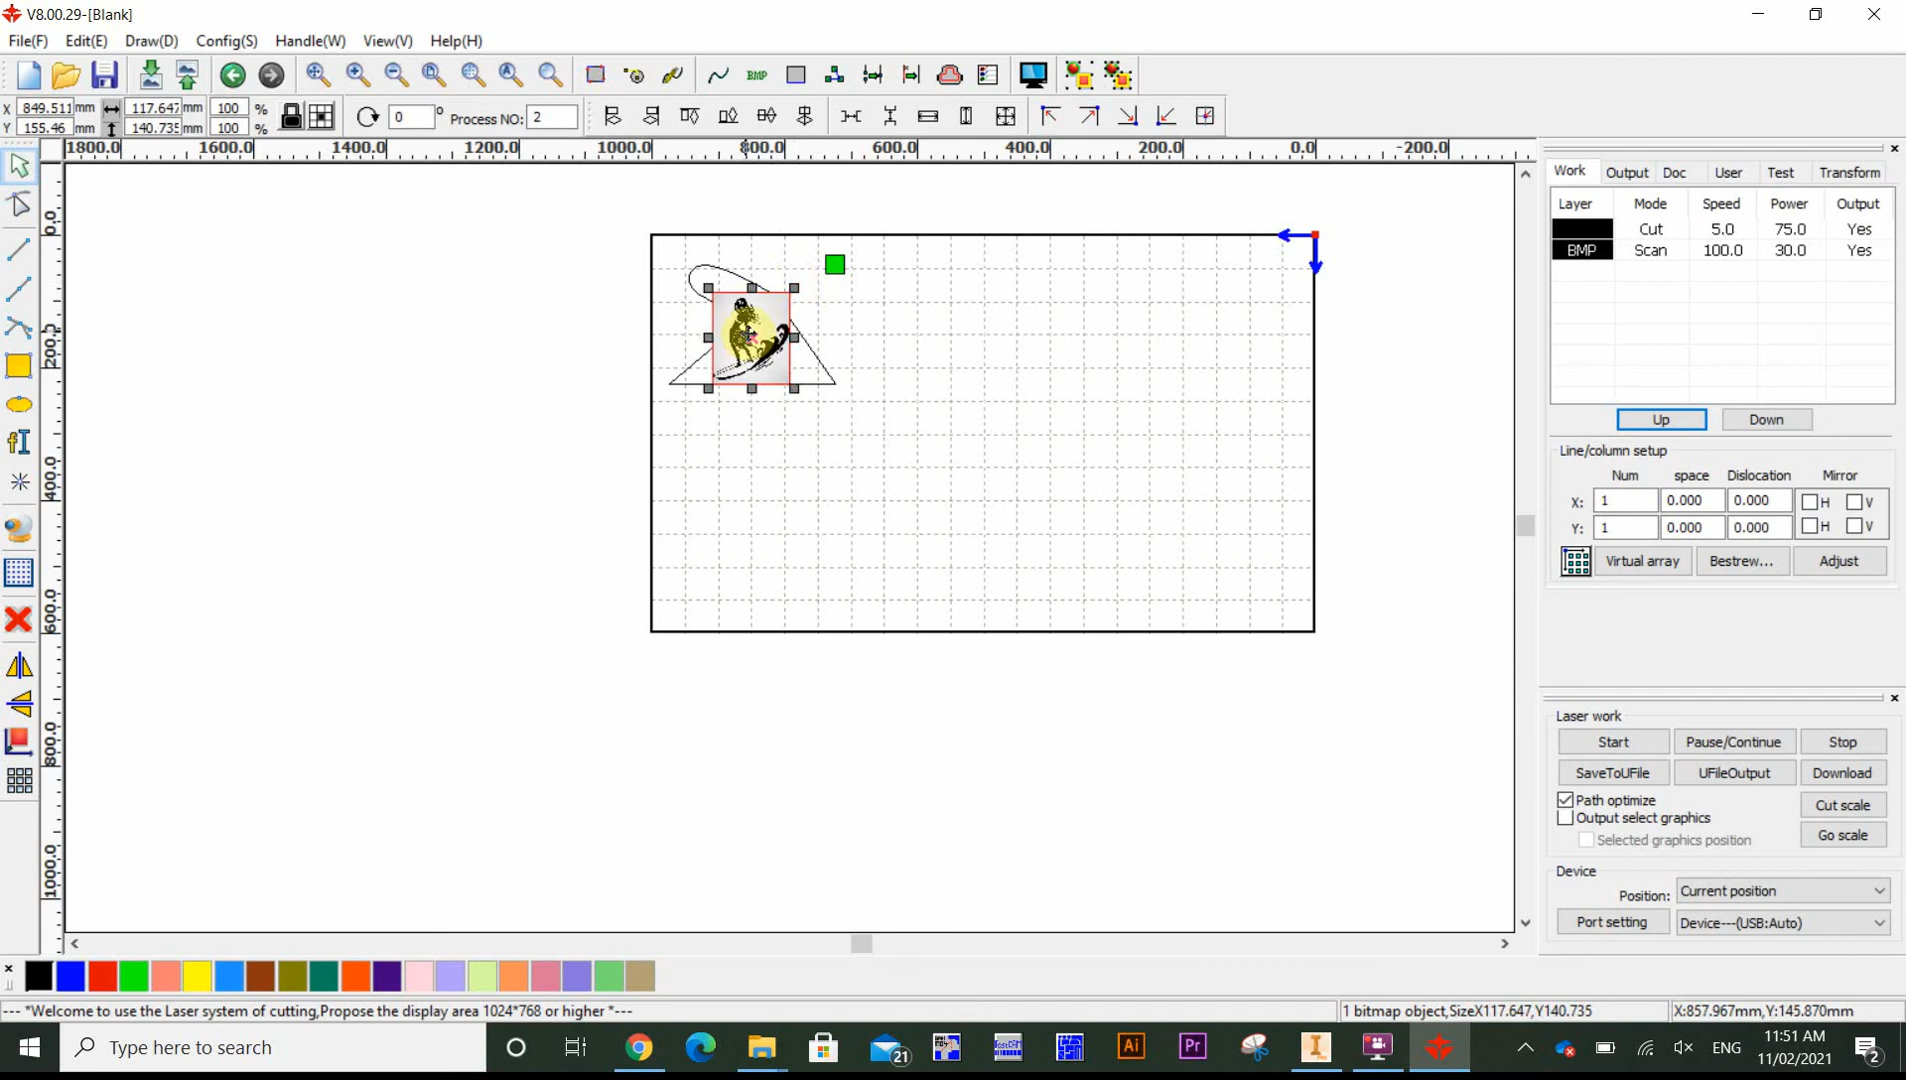 V8.00.29-[Blank]
File(F) Edit(E) Draw(D) Config(S) Handle(W) View(V) Help(H)
BMP
X 849.511 mm 117.647 mm 100 %
Y 155.46 mm 140.735 mm 100 %
0 ° Process NO: 2
1800.0 1600.0 1400.0 1200.0 1000.0 800.0 600.0 400.0 200.0 0.0 -200.0
0.0
200.0
400.0
600.0
800.0
1000.0
Work Output Doc User Test Transform
Layer Mode Speed Power Output
Cut 5.0 75.0 Yes
BMP Scan 100.0 30.0 Yes
Up Down
Line/column setup
Num space Dislocation Mirror
X: 1 0.000 0.000 H V
Y: 1 0.000 0.000 H V
Virtual array Bestrew... Adjust
Laser work
Start Pause/Continue Stop
SaveToUFile UFileOutput Download
Path optimize
Cut scale
Output select graphics
Selected graphics position
Go scale
Device
Position: Current position
Port setting Device---(USB:Auto)
--- *Welcome to use the Laser system of cutting,Propose the display area 1024*768 or higher *---
1 bitmap object,SizeX117.647,Y140.735
X:857.967mm,Y:145.870mm
Type here to search
21
Ai
Pr
ENG
11:51 AM
11/02/2021
2